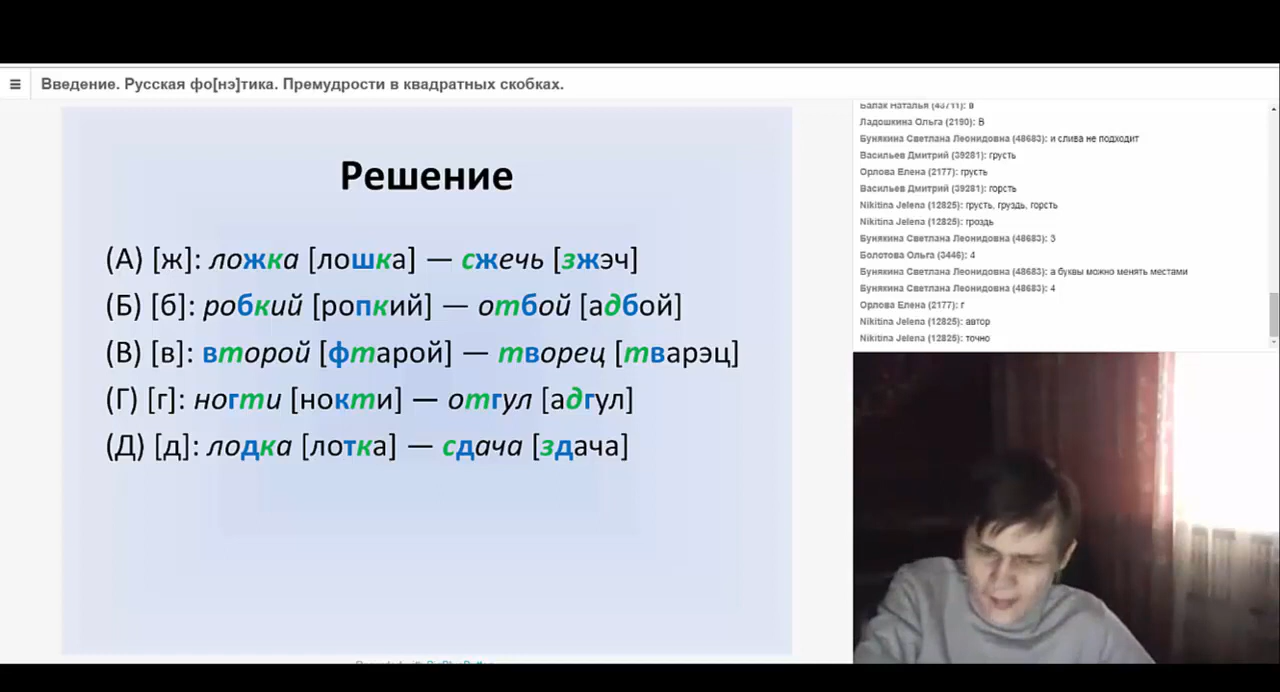 ≡ Введение. Русская фо[нэ]тика. Премудрости в квадратных скобках.
Решение
(А) [ж]: ложка [лошка] — сжечь [зжэч]
(Б) [б]: робкий [ропкий] — отбой [адбой]
(В) [в]: второй [фтарой] — творец [тварэц]
(Г) [г]: ногти [нокти] — отгул [адгул]
(Д) [д]: лодка [лотка] — сдача [здача]
Балак Наталья (43711): в
Ладошкина Ольга (2190): В
Бунякина Светлана Леонидовна (48683): и слива не подходит
Васильев Дмитрий (39281): грусть
Орлова Елена (2177): грусть
Васильев Дмитрий (39281): горсть
Nikitina Jelena (12825): грусть, груздь, горсть
Nikitina Jelena (12825): гроздь
Бунякина Светлана Леонидовна (48683): 3
Болотова Ольга (3446): 4
Бунякина Светлана Леонидовна (48683): а буквы можно менять местами
Бунякина Светлана Леонидовна (48683): 4
Орлова Елена (2177): г
Nikitina Jelena (12825): автор
Nikitina Jelena (12825): точно